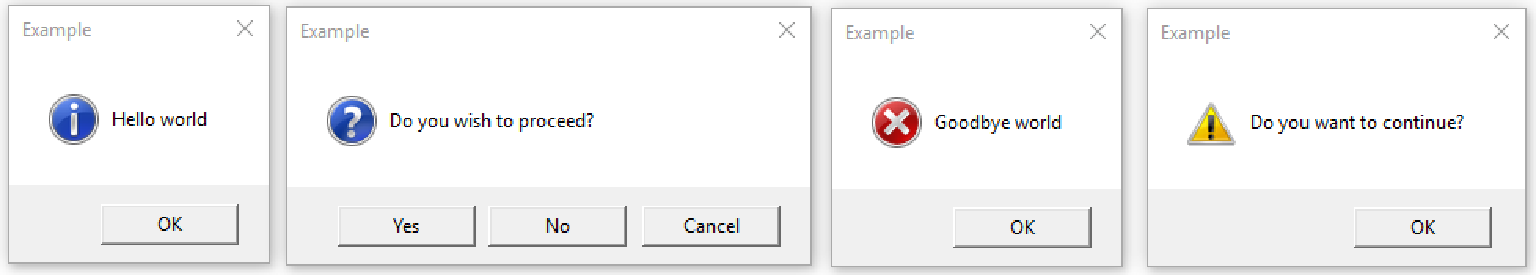 Example
Hello world
OK
Example
Do you wish to proceed?
Yes No Cancel
Example
Goodbye world
OK
Example
Do you want to continue?
OK